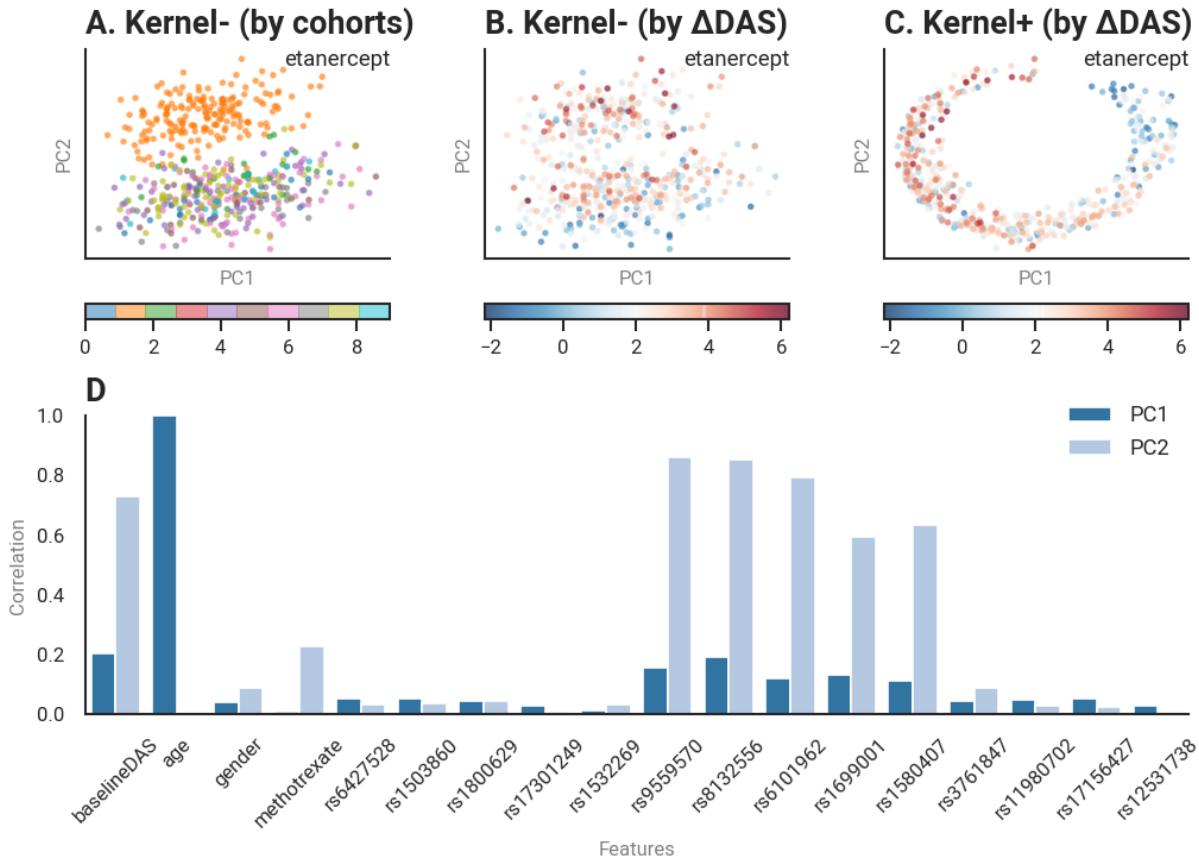 A. Kernel- (by cohorts)
B. Kernel- (by ΔDAS)
C. Kernel+ (by ΔDAS)
etanercept
etanercept
etanercept
PC2
PC2
PC2
PC1
PC1
PC1
0 2 4 6 8
−2 0 2 4 6
−2 0 2 4 6
D
1.0
0.8
0.6
0.4
0.2
0.0
Correlation
PC1
PC2
baselineDAS
age
gender
methotrexate
rs6427528
rs1503860
rs1800629
rs17301249
rs1532269
rs9559570
rs8132556
rs6101962
rs1699001
rs1580407
rs3761847
rs11980702
rs17156427
rs12531738
Features